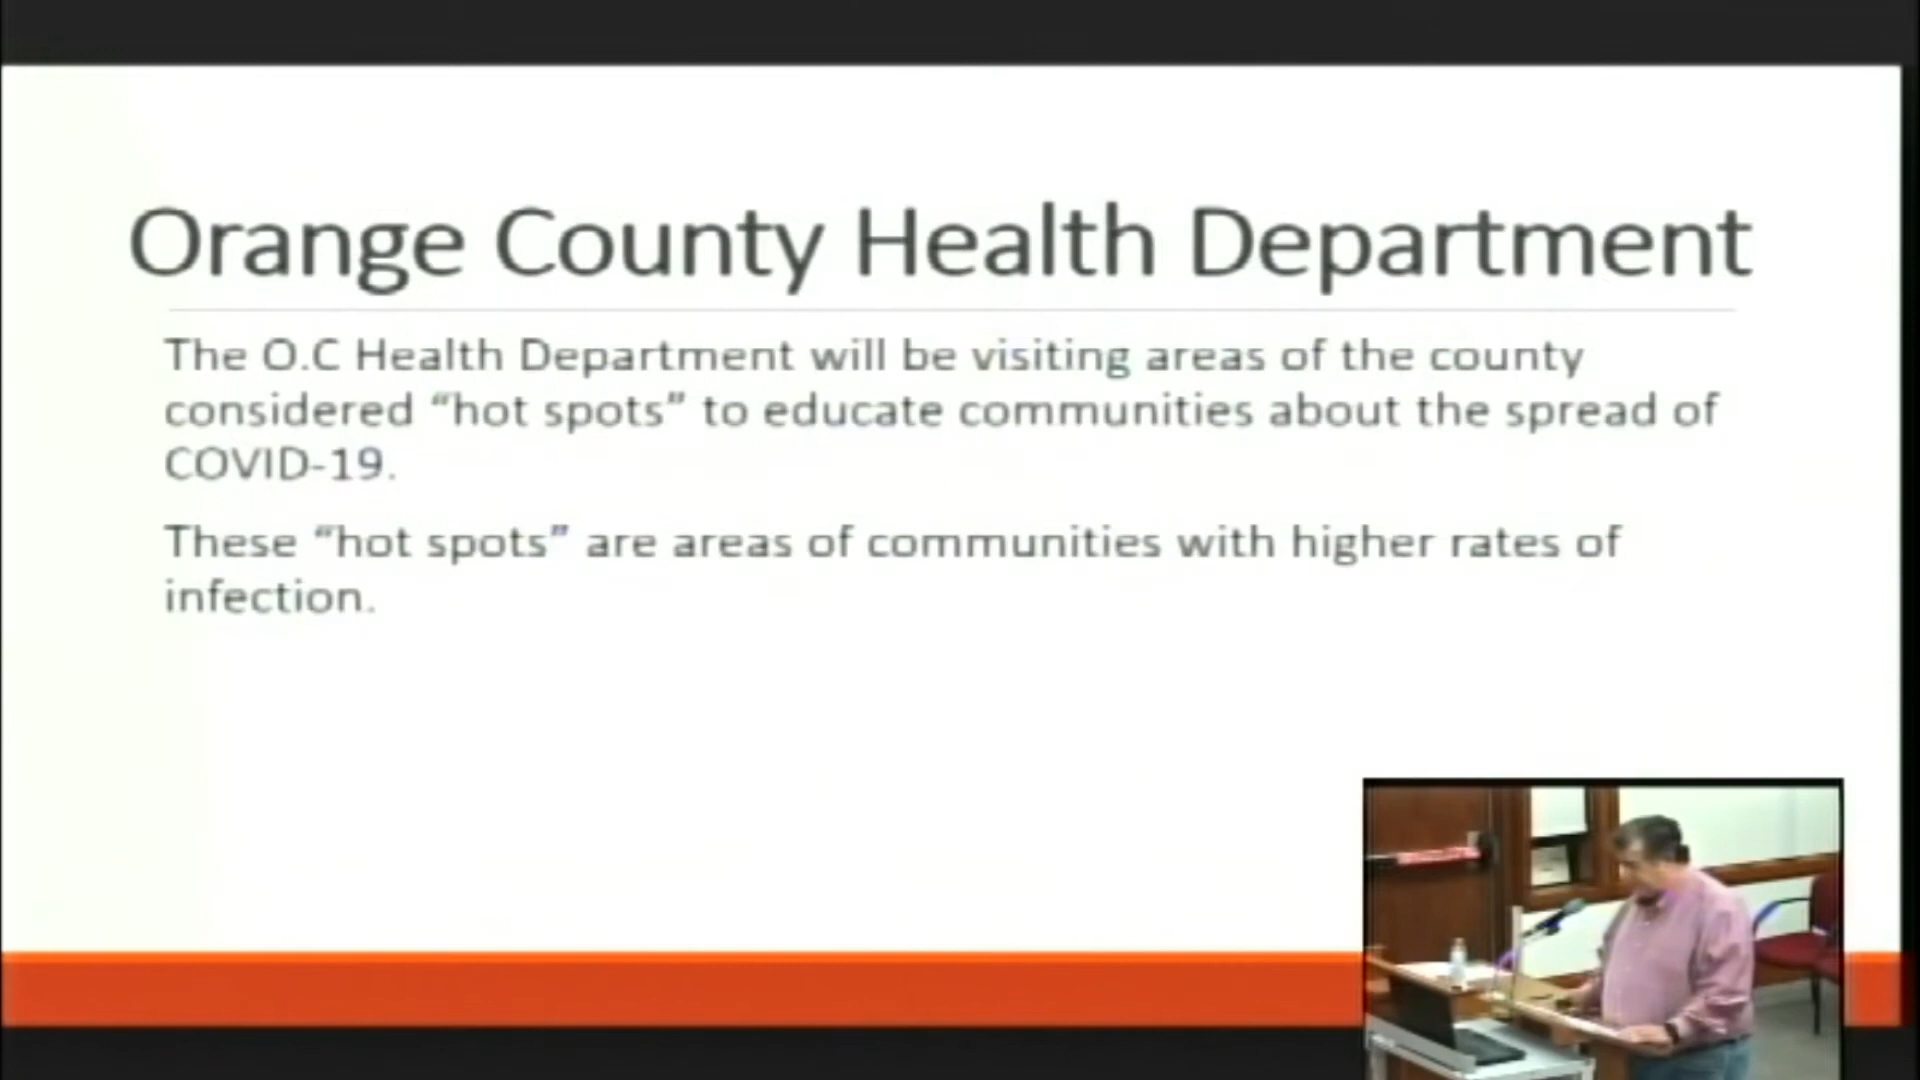 Orange County Health Department
The O.C Health Department will be visiting areas of the county
considered “hot spots” to educate communities about the spread of
COVID-19.
These “hot spots” are areas of communities with higher rates of
infection.